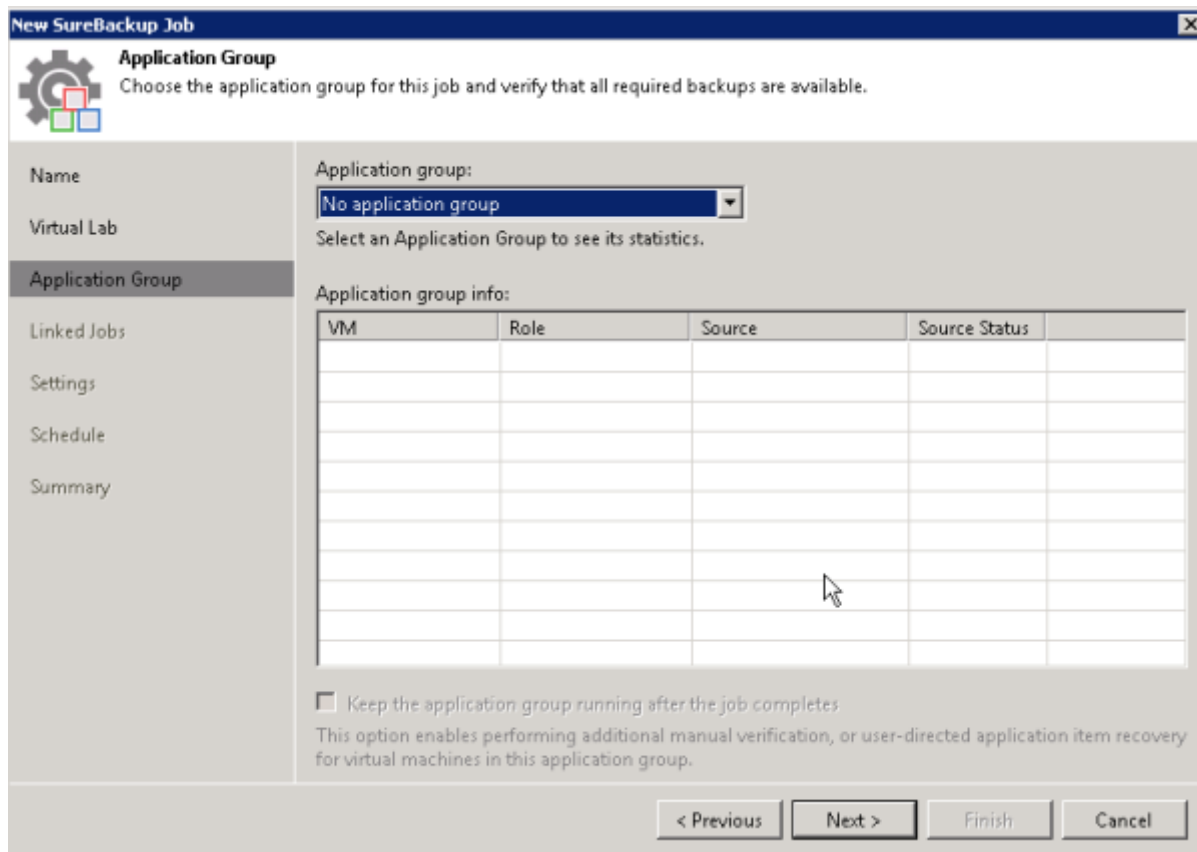 New SureBackup Job
Application Group
Choose the application group for this job and verify that all required backups are available.
Name
Virtual Lab
Application Group
Linked Jobs
Settings
Schedule
Summary
Application group:
No application group
Select an Application Group to see its statistics.
Application group info:
VM Role Source Source Status
Keep the application group running after the job completes
This option enables performing additional manual verification, or user-directed application item recovery
for virtual machines in this application group.
< Previous Next > Finish Cancel